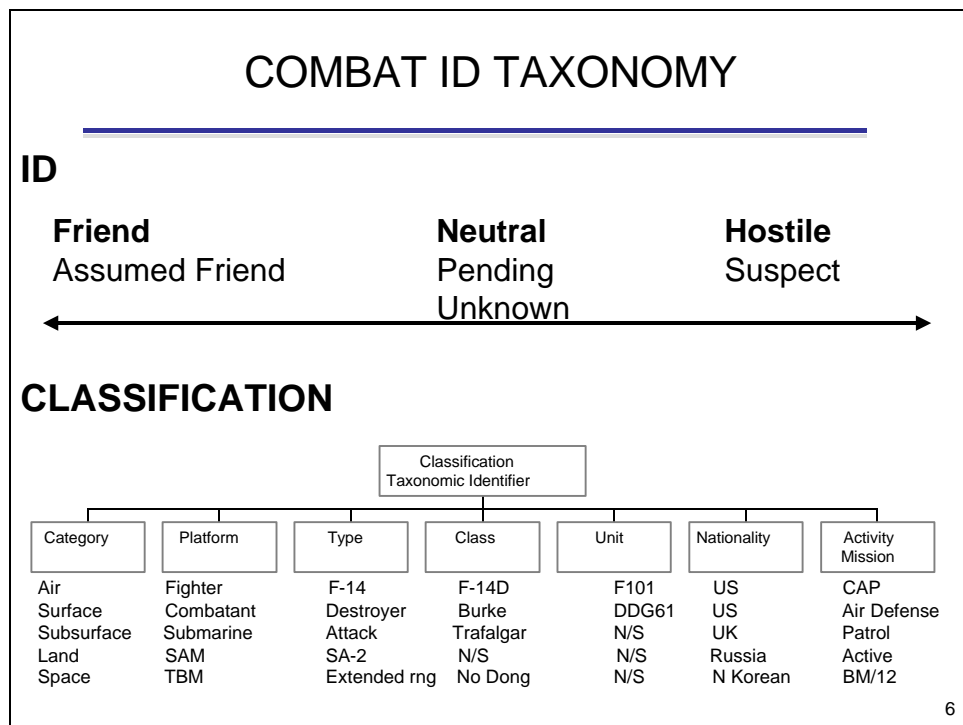 COMBAT ID TAXONOMY
ID
Friend Neutral Hostile
Assumed Friend Pending Suspect
Unknown
CLASSIFICATION
Classification
Taxonomic Identifier
Category Platform Type Class Unit Nationality Activity
Mission
Air Fighter F-14 F-14D F101 US CAP
Surface Combatant Destroyer Burke DDG61 US Air Defense
Subsurface Submarine Attack Trafalgar N/S UK Patrol
Land SAM SA-2 N/S N/S Russia Active
Space TBM Extended rng No Dong N/S N Korean BM/12
6